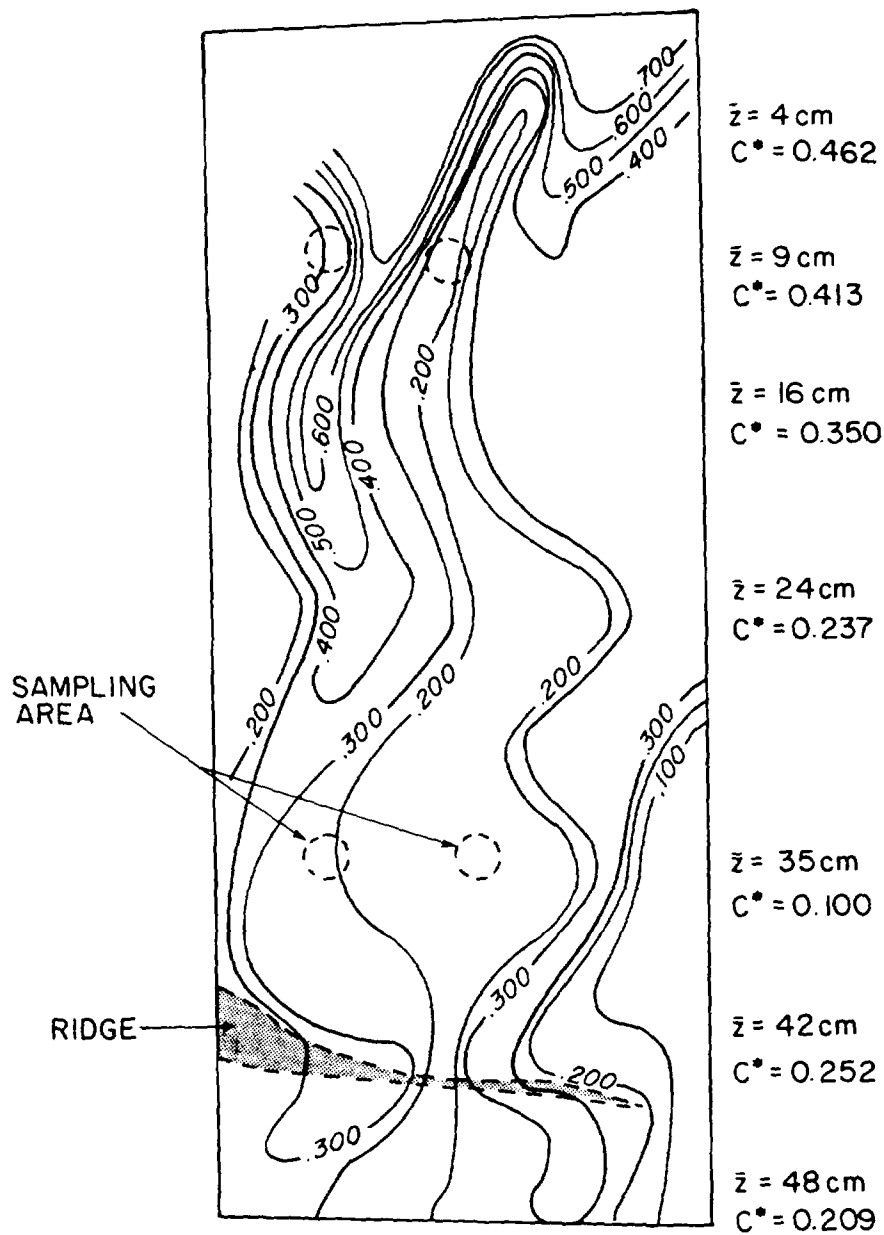 .700
.600
.500
.400
z̄ = 4 cm
C* = 0.462
z̄ = 9 cm
C* = 0.413
.300
.200
z̄ = 16 cm
C* = 0.350
.600
.400
.500
z̄ = 24 cm
C* = 0.237
.400
SAMPLING
AREA
.200
.300
.200
.200
.300
.100
z̄ = 35 cm
C* = 0.100
.300
RIDGE
z̄ = 42 cm
C* = 0.252
.200
.300
z̄ = 48 cm
C* = 0.209